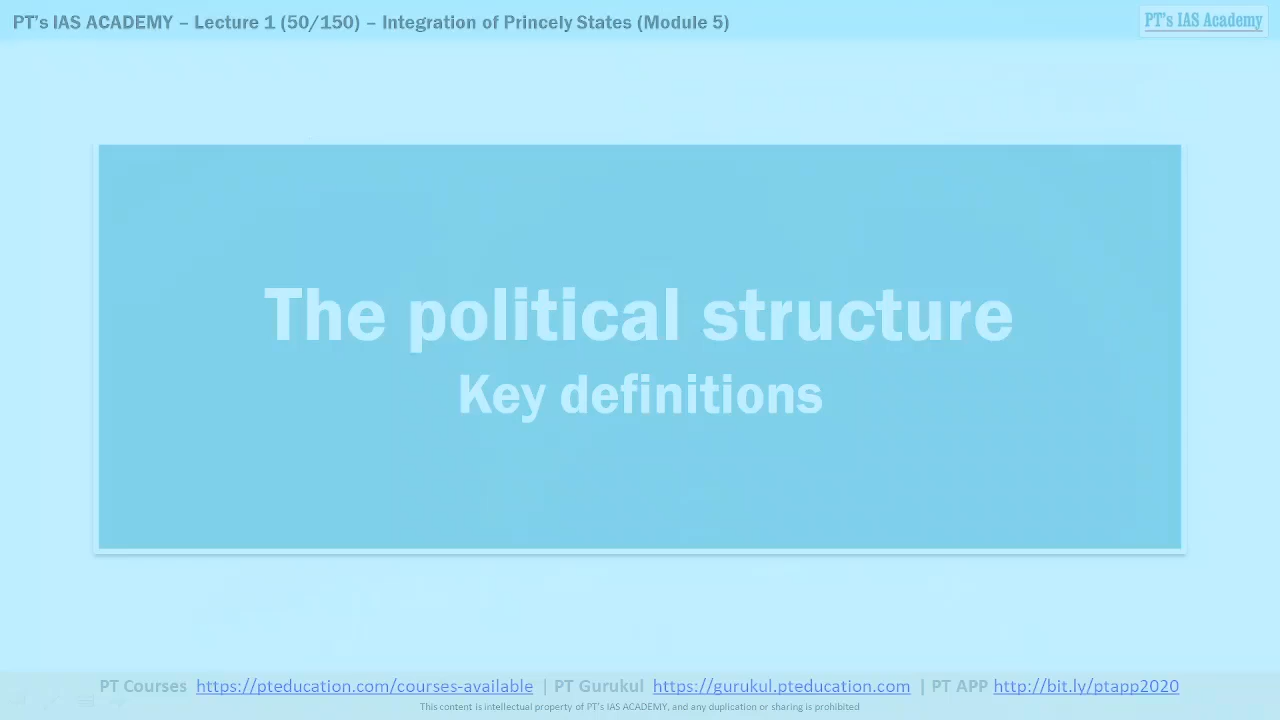 PT's IAS ACADEMY – Lecture 1 (50/150) – Integration of Princely States (Module 5)
PT's IAS Academy
The political structure
Key definitions
PT Courses https://pteducation.com/courses-available | PT Gurukul https://gurukul.pteducation.com | PT APP http://bit.ly/ptapp2020
This content is intellectual property of PT's IAS ACADEMY, and any duplication or sharing is prohibited